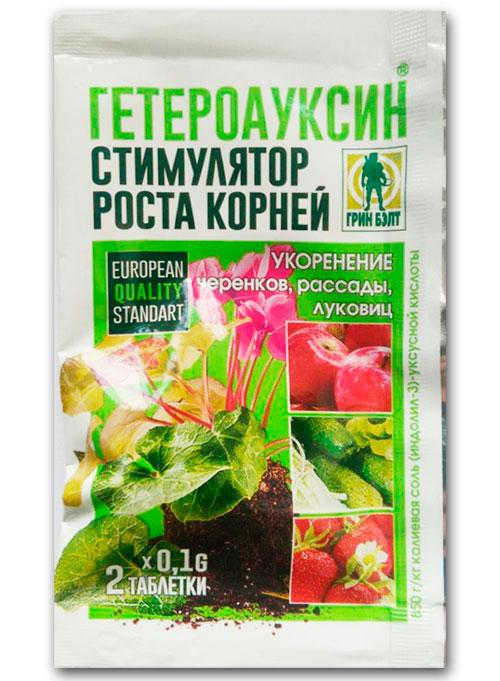 ГЕТЕРОАУКСИН®
СТИМУЛЯТОР
РОСТА КОРНЕЙ
ГРИН БЭЛТ
EUROPEAN
QUALITY
STANDART
УКОРЕНЕНИЕ
черенков, рассады,
луковиц
2 ТАБЛЕТКИ
х 0,1G
850 г/кг калиевая соль (индолил-3)-уксусной кислоты